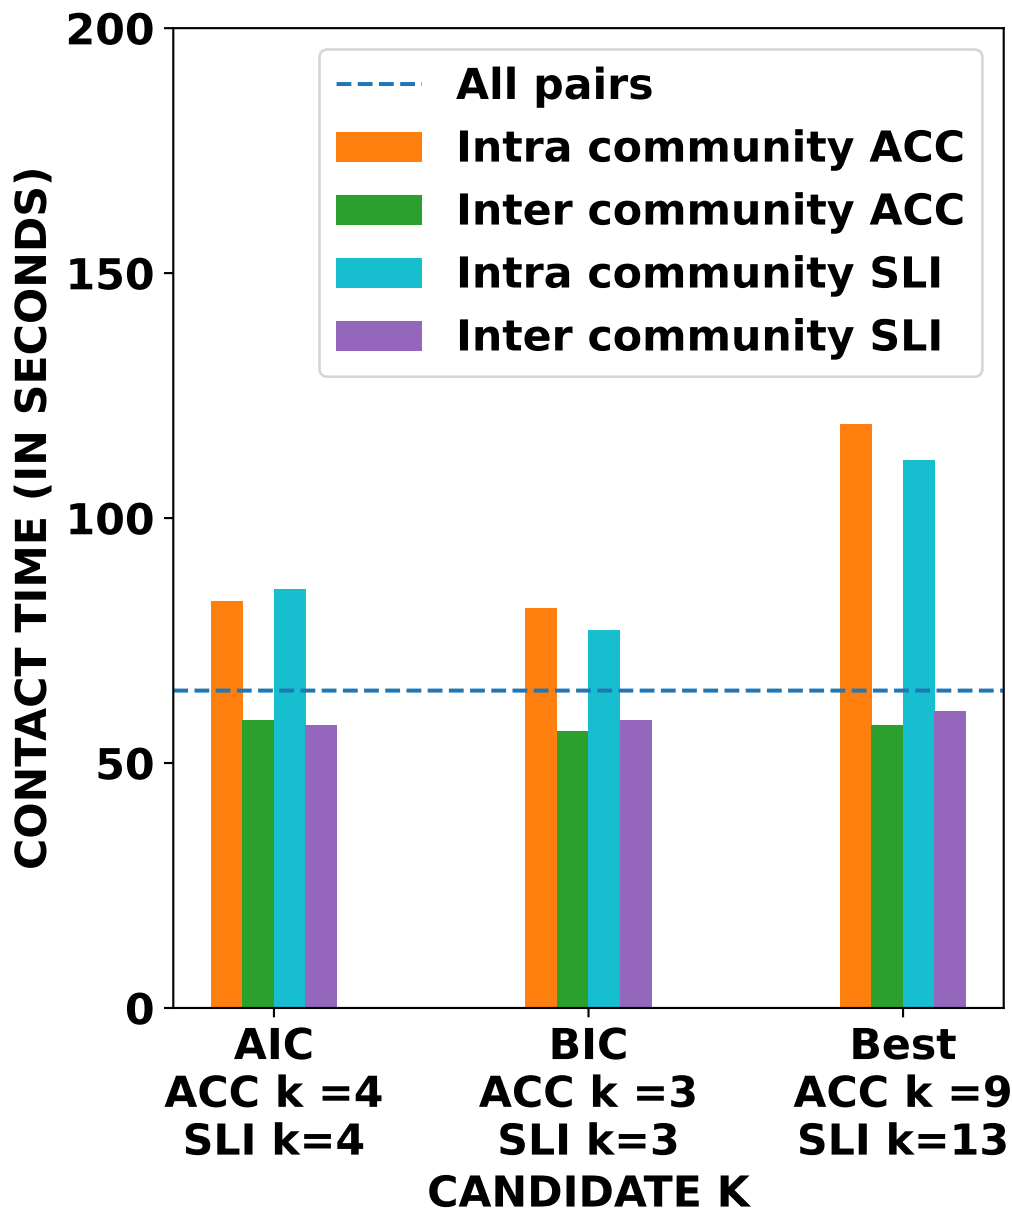 200
150
100
50
0
CONTACT TIME (IN SECONDS)
All pairs
Intra community ACC
Inter community ACC
Intra community SLI
Inter community SLI
AIC
ACC k =4
SLI k=4
BIC
ACC k =3
SLI k=3
Best
ACC k =9
SLI k=13
CANDIDATE K